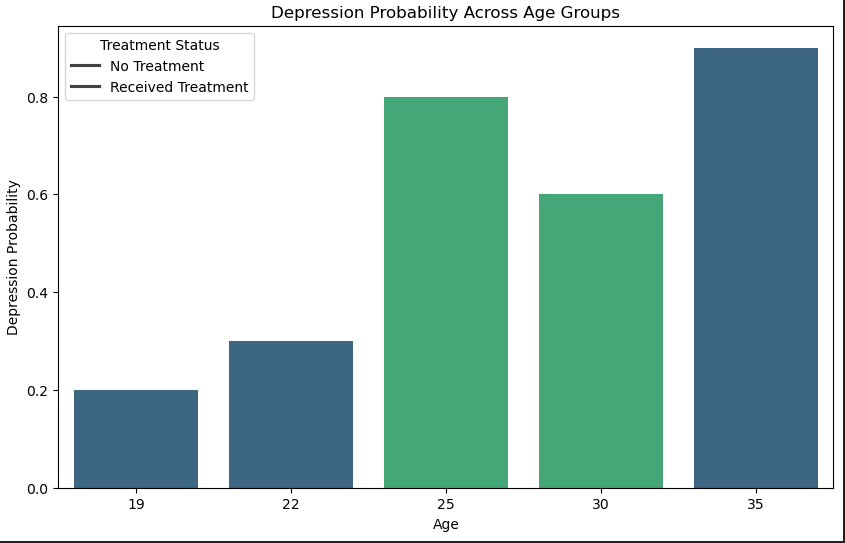 Depression Probability Across Age Groups
Treatment Status
No Treatment
Received Treatment
Depression Probability
0.8
0.6
0.4
0.2
0.0
19 22 25 30 35
Age